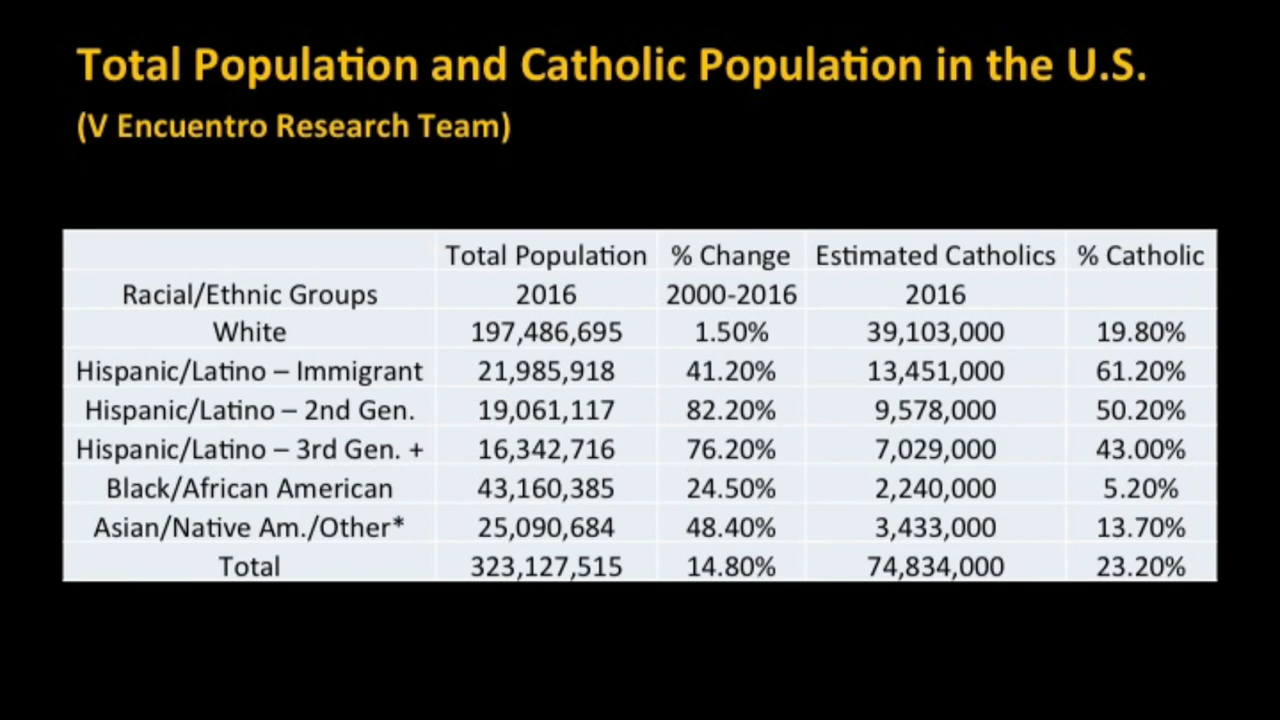 Total Population and Catholic Population in the U.S.
(V Encuentro Research Team)
Total Population % Change Estimated Catholics % Catholic
Racial/Ethnic Groups 2016 2000-2016 2016
White 197,486,695 1.50% 39,103,000 19.80%
Hispanic/Latino – Immigrant 21,985,918 41.20% 13,451,000 61.20%
Hispanic/Latino – 2nd Gen. 19,061,117 82.20% 9,578,000 50.20%
Hispanic/Latino – 3rd Gen. + 16,342,716 76.20% 7,029,000 43.00%
Black/African American 43,160,385 24.50% 2,240,000 5.20%
Asian/Native Am./Other* 25,090,684 48.40% 3,433,000 13.70%
Total 323,127,515 14.80% 74,834,000 23.20%